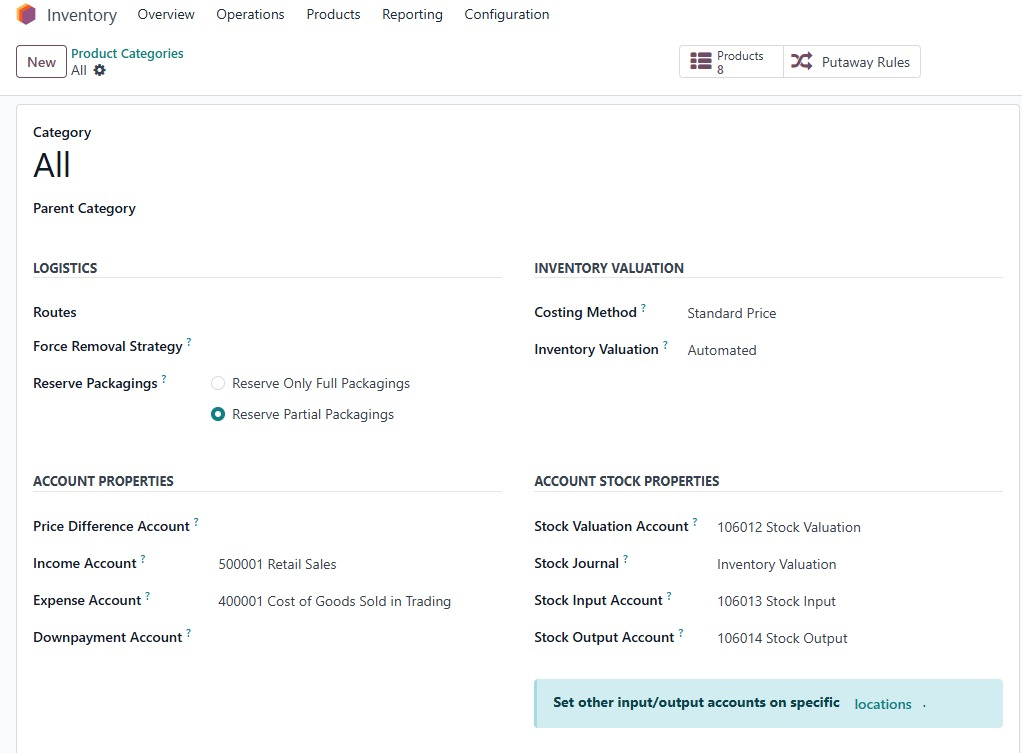 Inventory Overview Operations Products Reporting Configuration
New Product Categories
All
Products
8
Putaway Rules
Category
All
Parent Category
LOGISTICS
Routes
Force Removal Strategy ?
Reserve Packagings ? Reserve Only Full Packagings
Reserve Partial Packagings
INVENTORY VALUATION
Costing Method ? Standard Price
Inventory Valuation ? Automated
ACCOUNT PROPERTIES
Price Difference Account ?
Income Account ? 500001 Retail Sales
Expense Account ? 400001 Cost of Goods Sold in Trading
Downpayment Account ?
ACCOUNT STOCK PROPERTIES
Stock Valuation Account ? 106012 Stock Valuation
Stock Journal ? Inventory Valuation
Stock Input Account ? 106013 Stock Input
Stock Output Account ? 106014 Stock Output
Set other input/output accounts on specific locations .